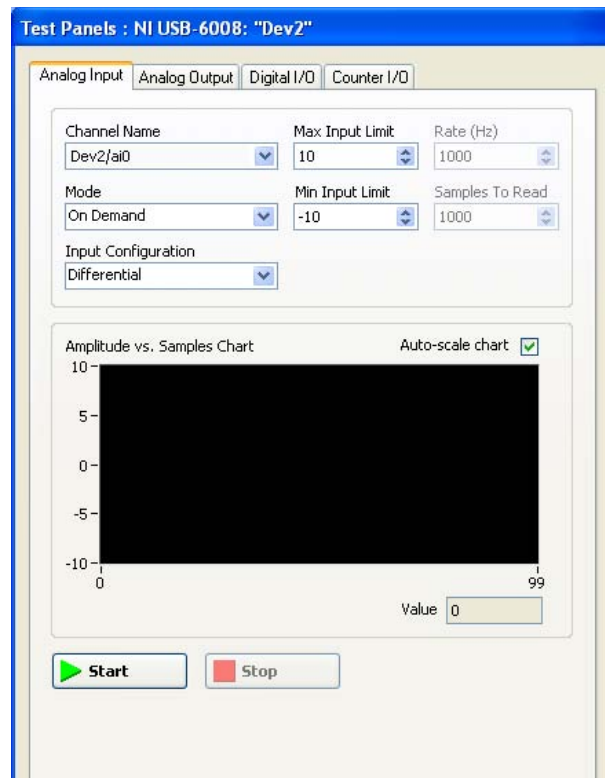 Test Panels : NI USB-6008: "Dev2"
Analog Input Analog Output Digital I/O Counter I/O
Channel Name Max Input Limit Rate (Hz)
Dev2/ai0 10 1000
Mode Min Input Limit Samples To Read
On Demand -10 1000
Input Configuration
Differential
Amplitude vs. Samples Chart Auto-scale chart
10
5
0
-5
-10
0 99
Value 0
Start Stop